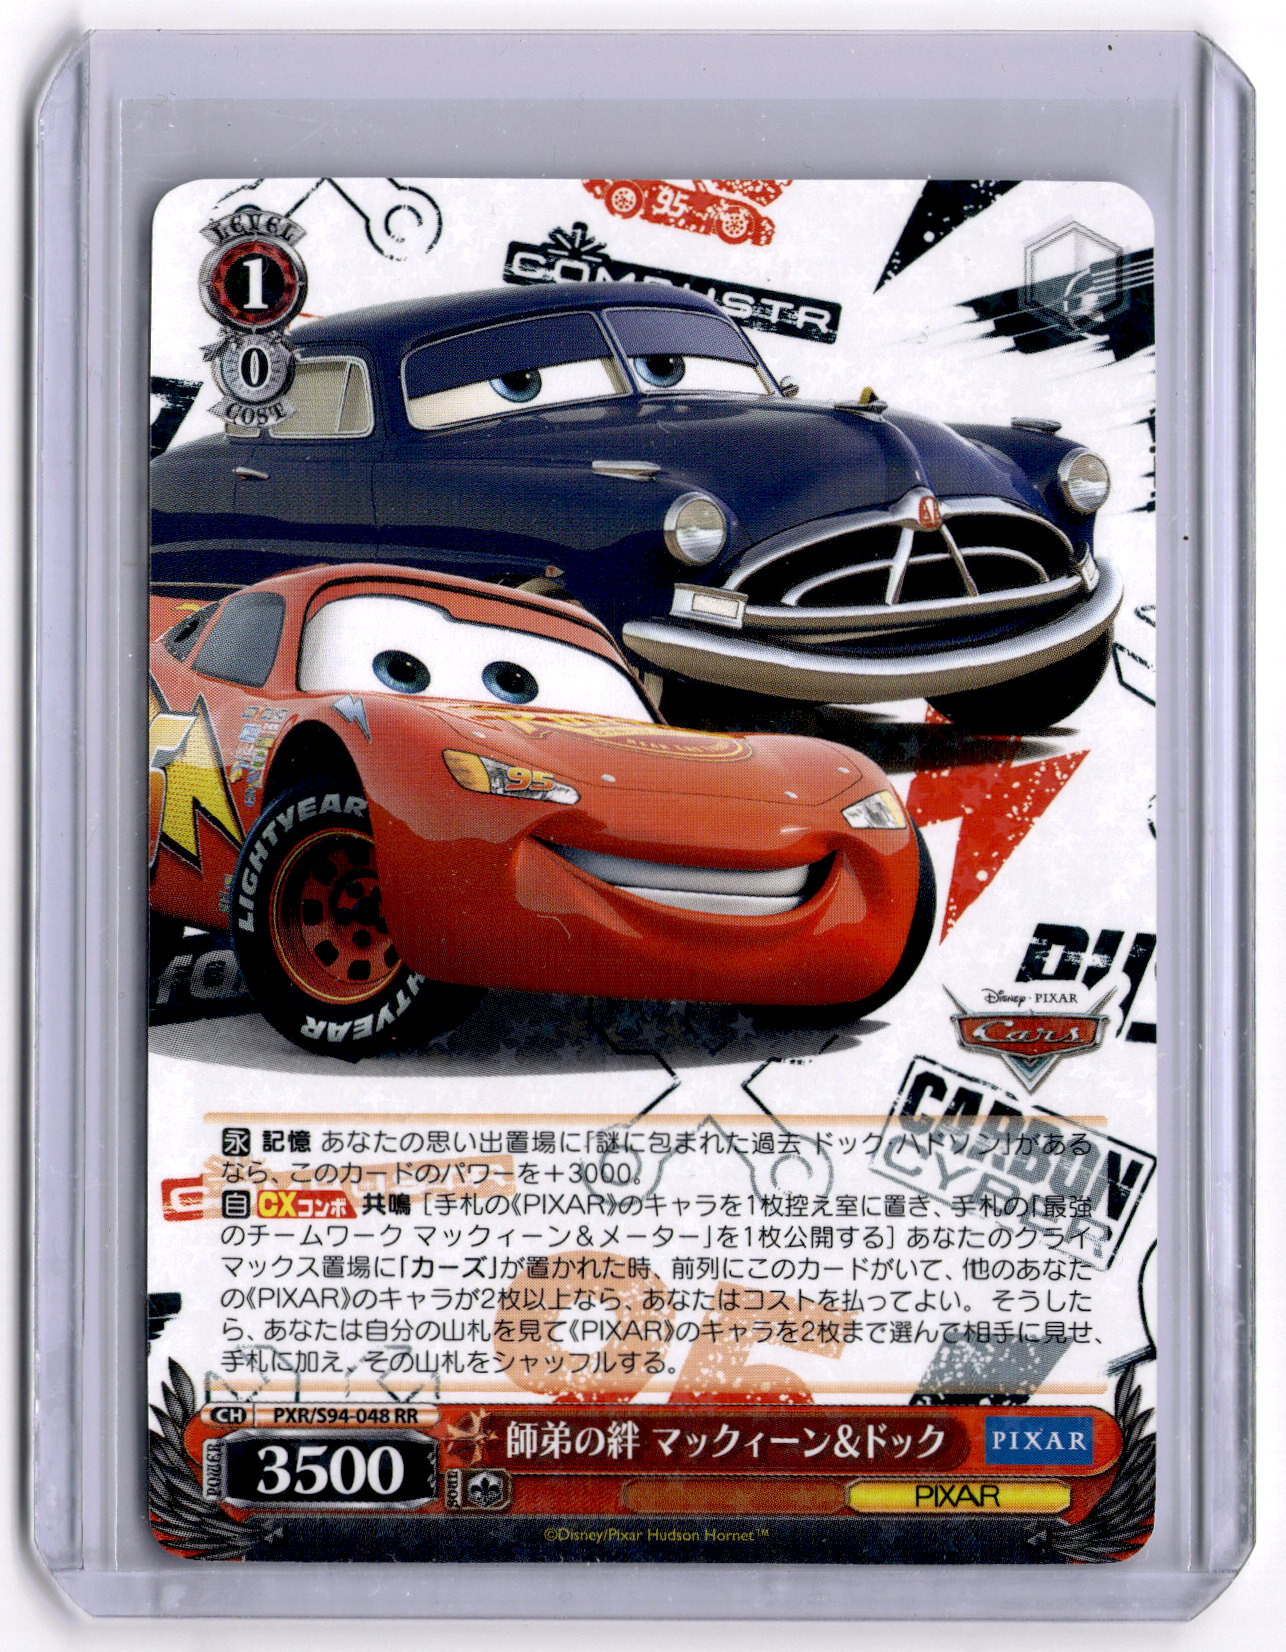 LEVEL
1
0
COST
95
COMBUSTR
95
LIGHTYEAR
LIGHTYEAR
DISNEY · PIXAR
Cars
CARBON
CYBER
永 記憶 あなたの思い出置場に「謎に包まれた過去 ドック ハドソン」がある
なら、このカードのパワーを+3000。
自 CXコンボ 共鳴 [手札の《PIXAR》のキャラを1枚控え室に置き、手札の「最強
のチームワーク マックィーン&メーター」を1枚公開する] あなたのクライ
マックス置場に「カーズ」が置かれた時、前列にこのカードがいて、他のあなた
の《PIXAR》のキャラが2枚以上なら、あなたはコストを払ってよい。そうした
ら、あなたは自分の山札を見て《PIXAR》のキャラを2枚まで選んで相手に見せ、
手札に加え、その山札をシャッフルする。
CH PXR/S94-048 RR
POWER
3500
師弟の絆 マックィーン&ドック
PIXAR
SOUL
PIXAR
©Disney/Pixar Hudson Hornet™